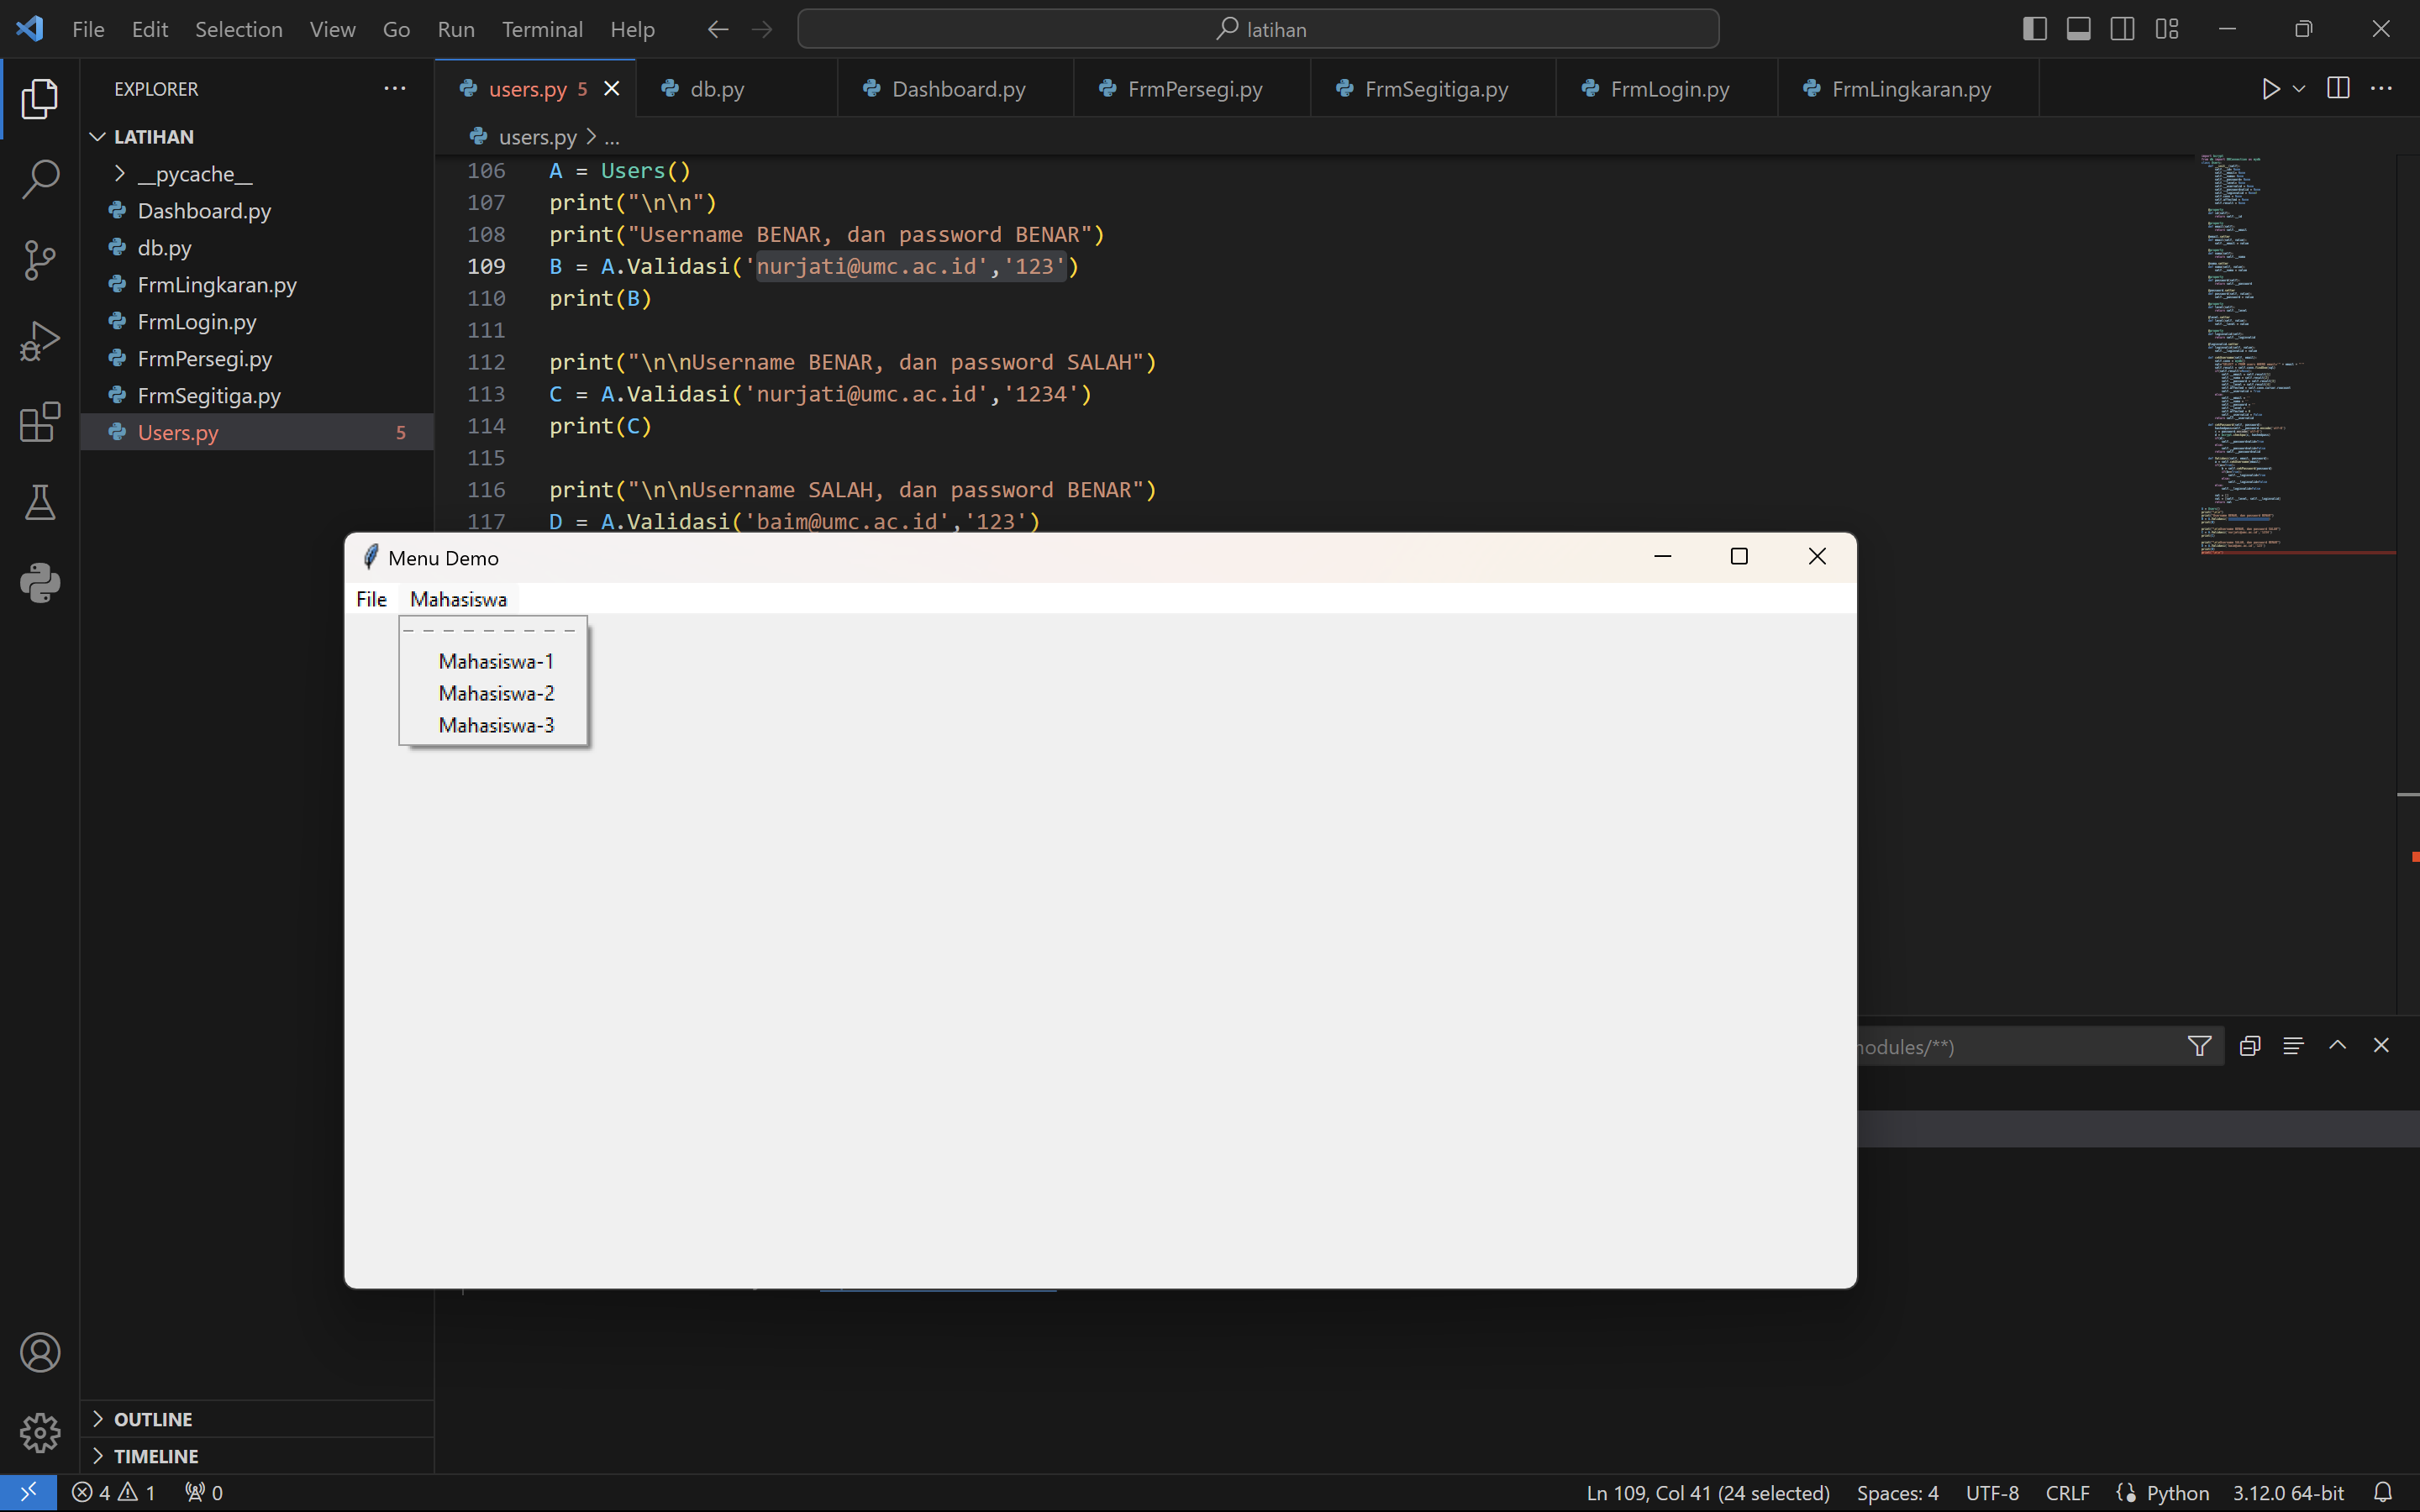 File Edit Selection View Go Run Terminal Help
latihan
EXPLORER
LATIHAN
__pycache__
Dashboard.py
db.py
FrmLingkaran.py
FrmLogin.py
FrmPersegi.py
FrmSegitiga.py
Users.py 5
OUTLINE
TIMELINE
users.py 5 db.py Dashboard.py FrmPersegi.py FrmSegitiga.py FrmLogin.py FrmLingkaran.py
users.py > ...
106 A = Users()
107 print("\n\n")
108 print("Username BENAR, dan password BENAR")
109 B = A.Validasi('nurjati@umc.ac.id','123')
110 print(B)
111
112 print("\n\nUsername BENAR, dan password SALAH")
113 C = A.Validasi('nurjati@umc.ac.id','1234')
114 print(C)
115
116 print("\n\nUsername SALAH, dan password BENAR")
117 D = A.Validasi('baim@umc.ac.id','123')
Menu Demo
File Mahasiswa
Mahasiswa-1
Mahasiswa-2
Mahasiswa-3
odules/**)
4 1 0
Ln 109, Col 41 (24 selected) Spaces: 4 UTF-8 CRLF Python 3.12.0 64-bit